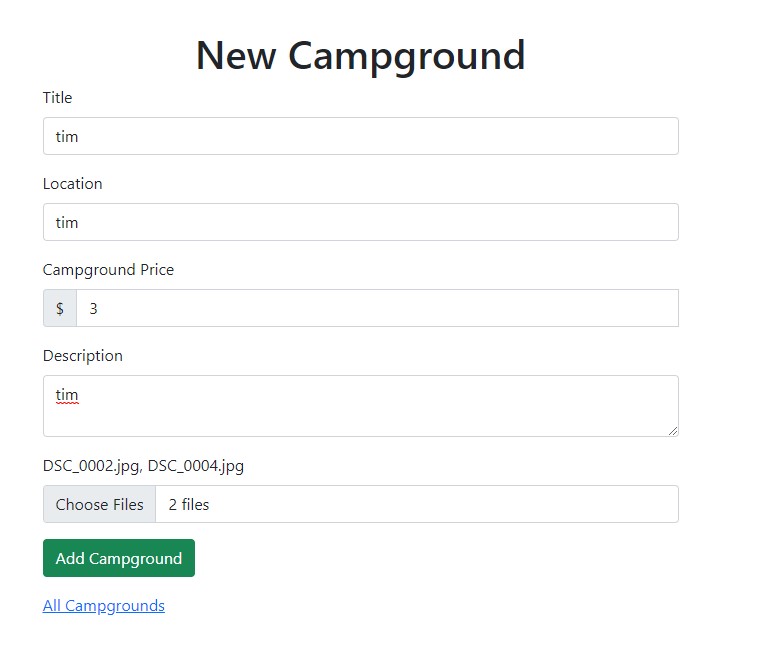 New Campground
Title
tim
Location
tim
Campground Price
$ 3
Description
tim
DSC_0002.jpg, DSC_0004.jpg
Choose Files 2 files
Add Campground
All Campgrounds